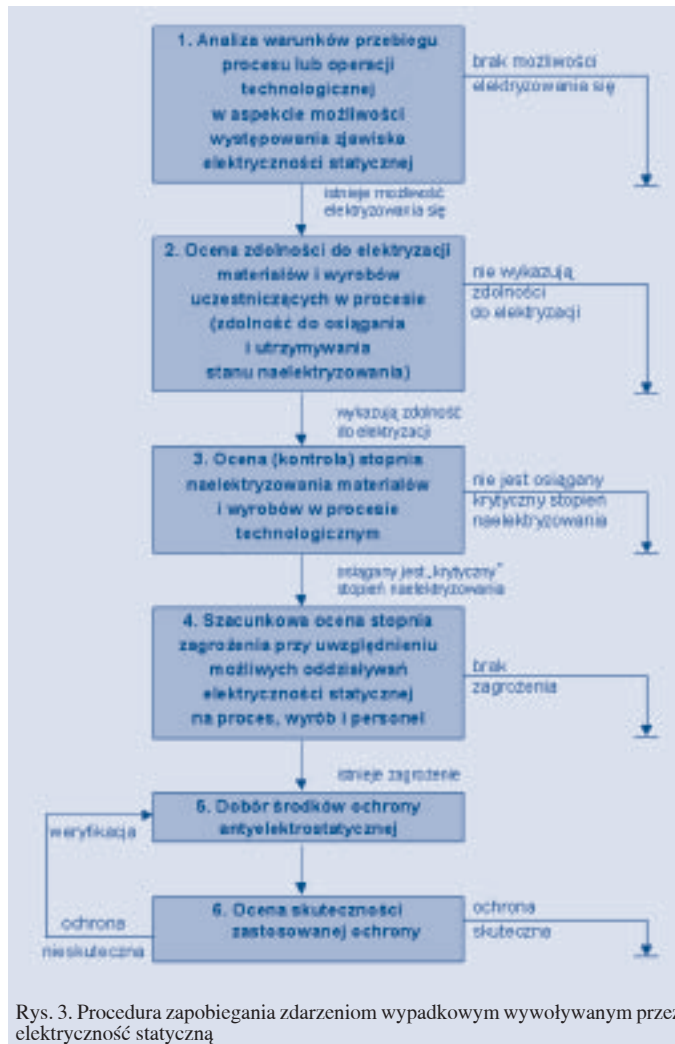 1. Analiza warunków przebiegu
procesu lub operacji
technologicznej
w aspekcie możliwości
występowania zjawiska
elektryczności statycznej
brak możliwości
elektryzowania się
istnieje możliwość
elektryzowania się
2. Ocena zdolności do elektryzacji
materiałów i wyrobów
uczestniczących w procesie
(zdolność do osiągania
i utrzymywania
stanu naelektryzowania)
nie wykazują
zdolności
do elektryzacji
wykazują zdolność
do elektryzacji
3. Ocena (kontrola) stopnia
naelektryzowania materiałów
i wyrobów w procesie
technologicznym
nie jest osiągany
krytyczny stopień
naelektryzowania
osiągany jest „krytyczny”
stopień naelektryzowania
4. Szacunkowa ocena stopnia
zagrożenia przy uwzględnieniu
możliwych oddziaływań
elektryczności statycznej
na proces, wyrób i personel
brak
zagrożenia
istnieje zagrożenie
5. Dobór środków ochrony
antyelektrostatycznej
weryfikacja
6. Ocena skuteczności
zastosowanej ochrony
ochrona
skuteczna
ochrona
nieskuteczna
Rys. 3. Procedura zapobiegania zdarzeniom wypadkowym wywoływanym przez
elektryczność statyczną